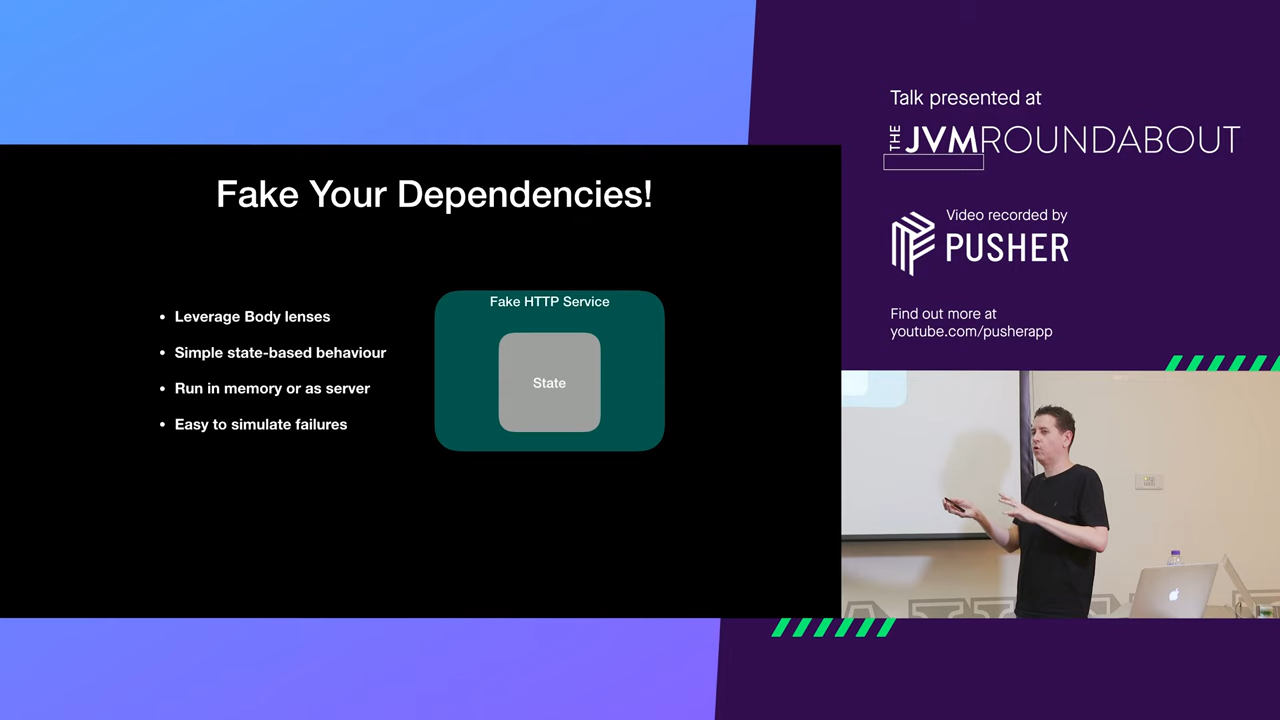 Fake Your Dependencies!
• Leverage Body lenses
• Simple state-based behaviour
• Run in memory or as server
• Easy to simulate failures
Fake HTTP Service
State
Talk presented at
THE JVMROUNDABOUT
Video recorded by
PUSHER
Find out more at
youtube.com/pusherapp